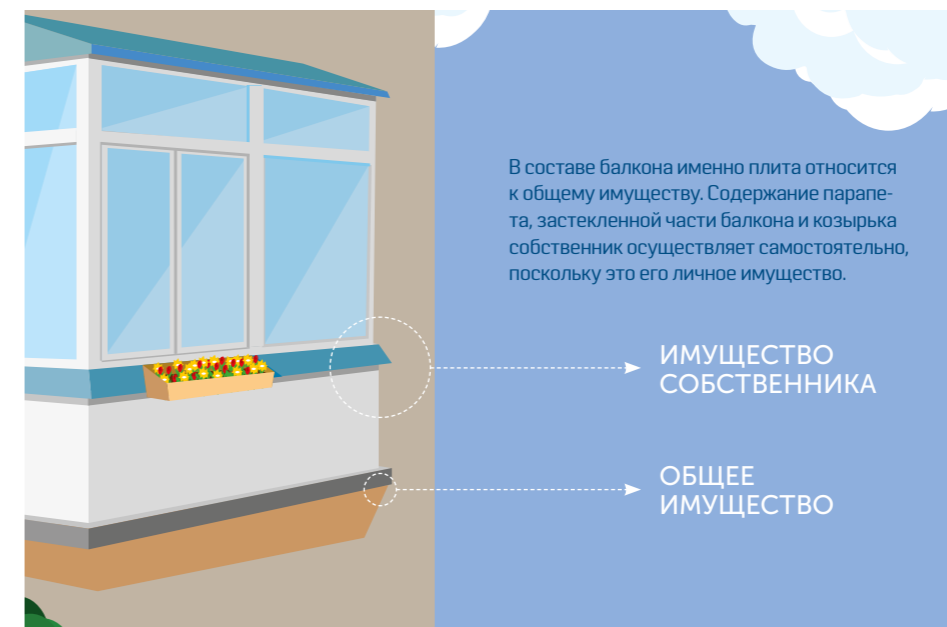 В составе балкона именно плита относится
к общему имуществу. Содержание парапе-
та, застекленной части балкона и козырька
собственник осуществляет самостоятельно,
поскольку это его личное имущество.
ИМУЩЕСТВО
СОБСТВЕННИКА
ОБЩЕЕ
ИМУЩЕСТВО